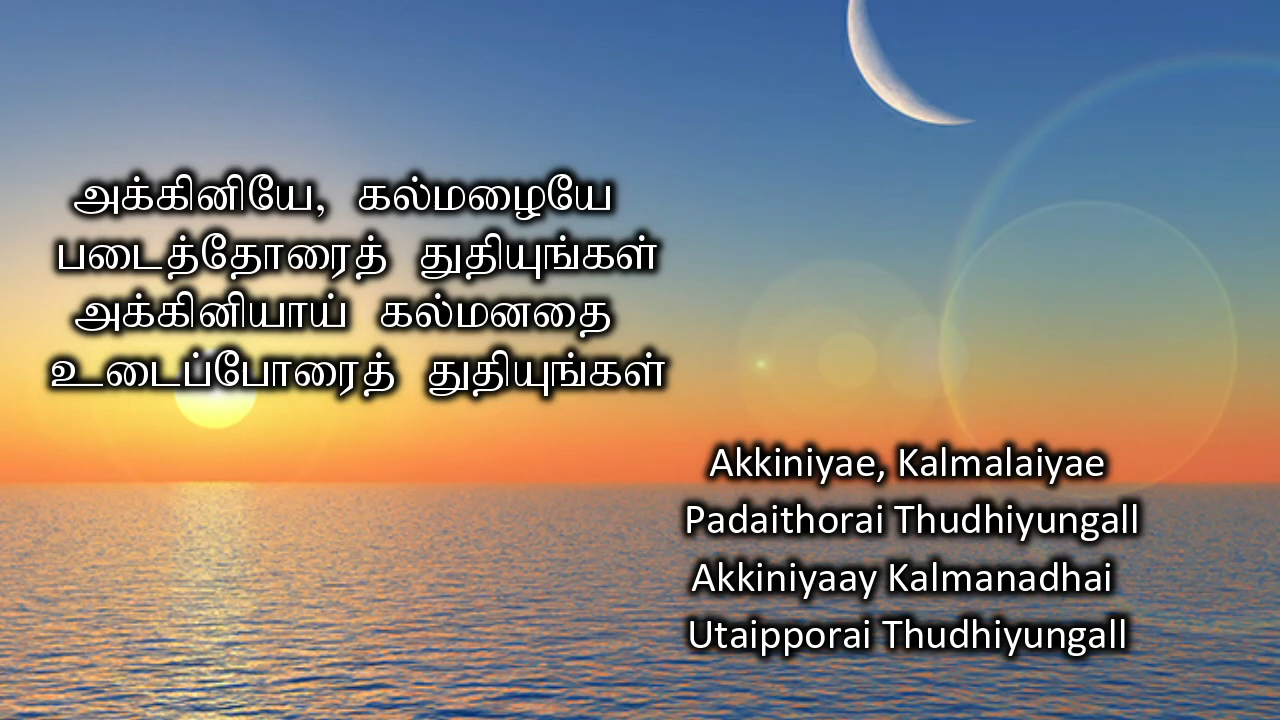 அக்கினியே, கல்மழையே
படைத்தோரைத் துதியுங்கள்
அக்கினியாய் கல்மனதை
உடைப்போரைத் துதியுங்கள்
Akkiniyae, Kalmalaiyae
Padaithorai Thudhiyungall
Akkiniyaay Kalmanadhai
Utaipporai Thudhiyungall